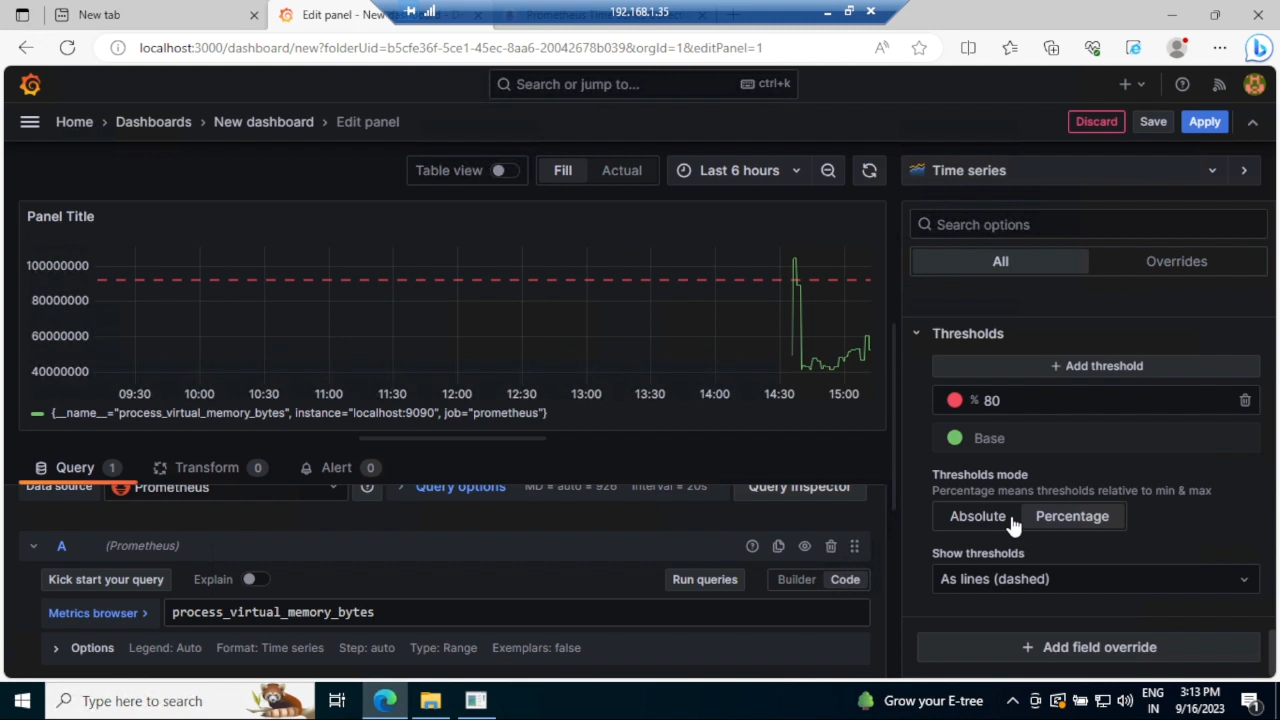 New tab
Edit panel - New
192.168.1.35
Prometheus Time
localhost:3000/dashboard/new?folderUid=b5cfe36f-5ce1-45ec-8aa6-20042678b039&orgId=1&editPanel=1
Search or jump to... ctrl+k
Home > Dashboards > New dashboard > Edit panel
Discard Save Apply
Table view Fill Actual Last 6 hours
Time series
Panel Title
Search options
All Overrides
100000000
80000000
60000000
40000000
09:30 10:00 10:30 11:00 11:30 12:00 12:30 13:00 13:30 14:00 14:30 15:00
{__name__="process_virtual_memory_bytes", instance="localhost:9090", job="prometheus"}
Thresholds
+ Add threshold
% 80
Base
Thresholds mode
Percentage means thresholds relative to min & max
Absolute Percentage
Show thresholds
As lines (dashed)
+ Add field override
Query 1 Transform 0 Alert 0
Data source Prometheus > Query options MD = auto = 926 Interval = 20s Query inspector
A (Prometheus)
Kick start your query Explain Run queries Builder Code
Metrics browser > process_virtual_memory_bytes
> Options Legend: Auto Format: Time series Step: auto Type: Range Exemplars: false
Type here to search
Grow your E-tree
ENG
IN
3:13 PM
9/16/2023
1